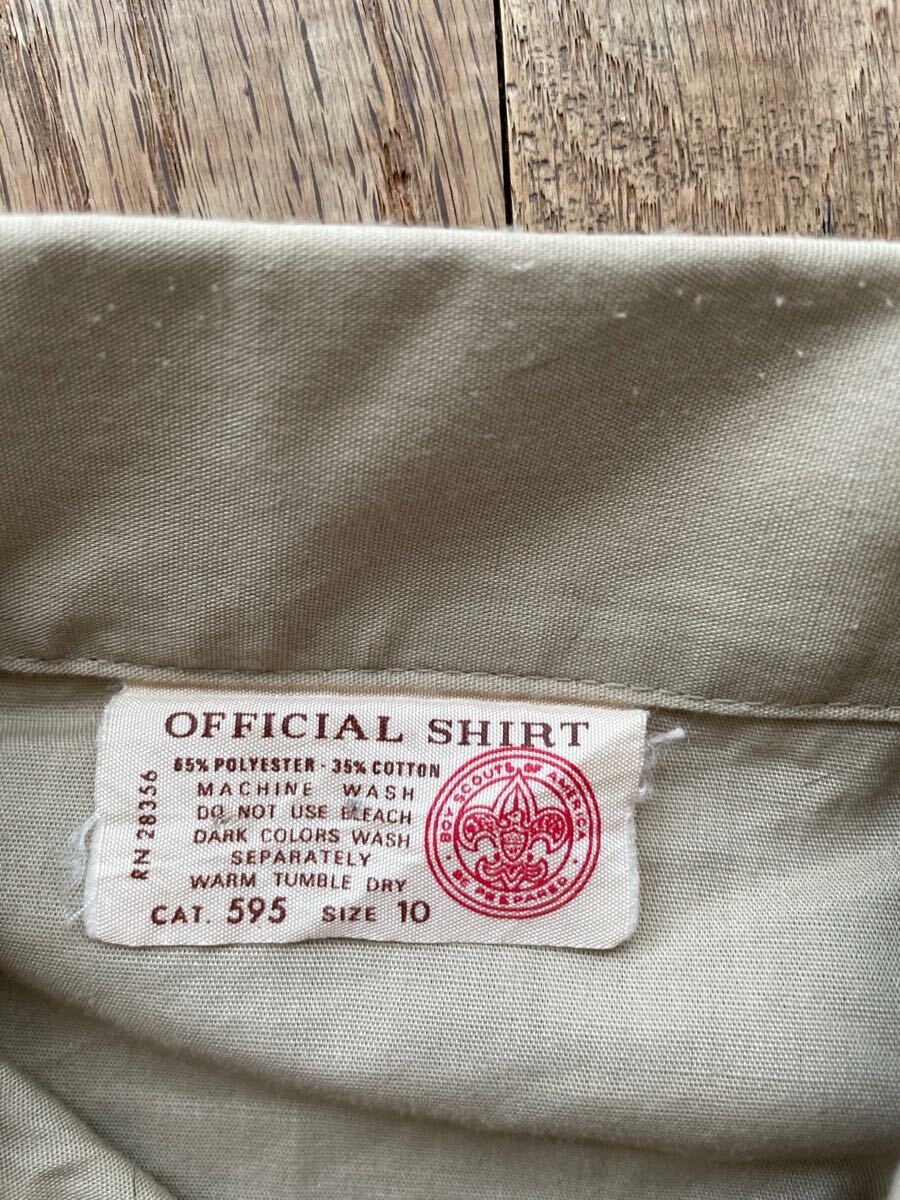 OFFICIAL SHIRT
65% POLYESTER - 35% COTTON
MACHINE WASH
DO NOT USE BLEACH
DARK COLORS WASH
SEPARATELY
WARM TUMBLE DRY
CAT. 595 SIZE 10
RN 28356
BOY SCOUTS OF AMERICA
BE PREPARED